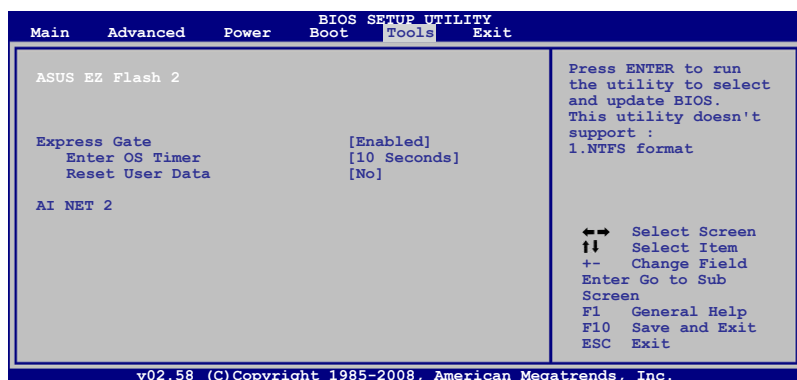 BIOS SETUP UTILITY
Main Advanced Power Boot Tools Exit
ASUS EZ Flash 2
Express Gate [Enabled]
Enter OS Timer [10 Seconds]
Reset User Data [No]
AI NET 2
Press ENTER to run
the utility to select
and update BIOS.
This utility doesn't
support :
1.NTFS format
←→ Select Screen
↑↓ Select Item
+- Change Field
Enter Go to Sub
Screen
F1 General Help
F10 Save and Exit
ESC Exit
v02.58 (C)Copyright 1985-2008, American Megatrends, Inc.